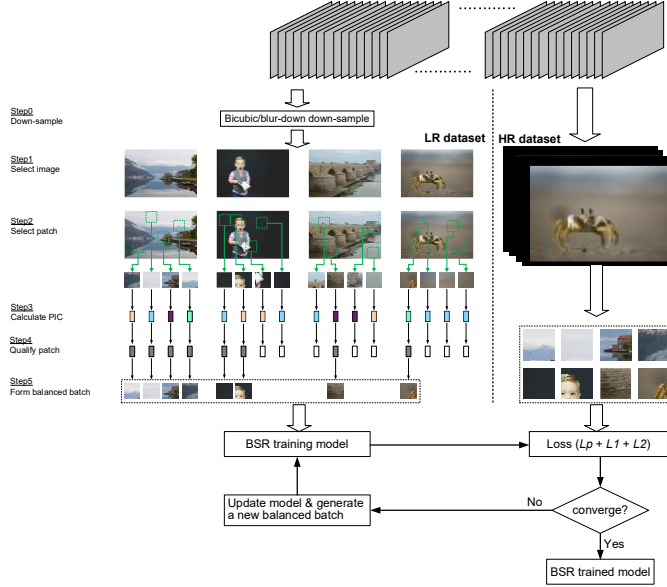 Step0
Down-sample
Bicubic/blur-down down-sample
LR dataset
HR dataset
Step1
Select image
Step2
Select patch
Step3
Calculate PIC
Step4
Qualify patch
Step5
Form balanced batch
BSR training model
Loss (Lp + L1 + L2)
Update model & generate
a new balanced batch
No
converge?
Yes
BSR trained model